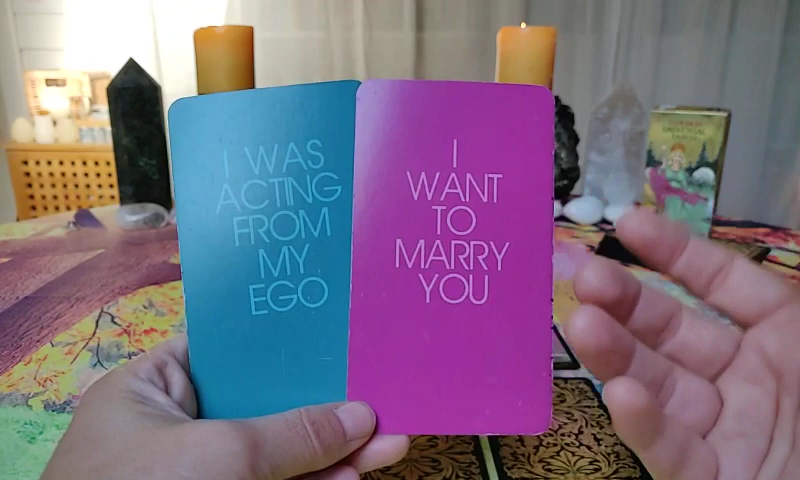 I WAS
ACTING
FROM
MY
EGO
I
WANT
TO
MARRY
YOU